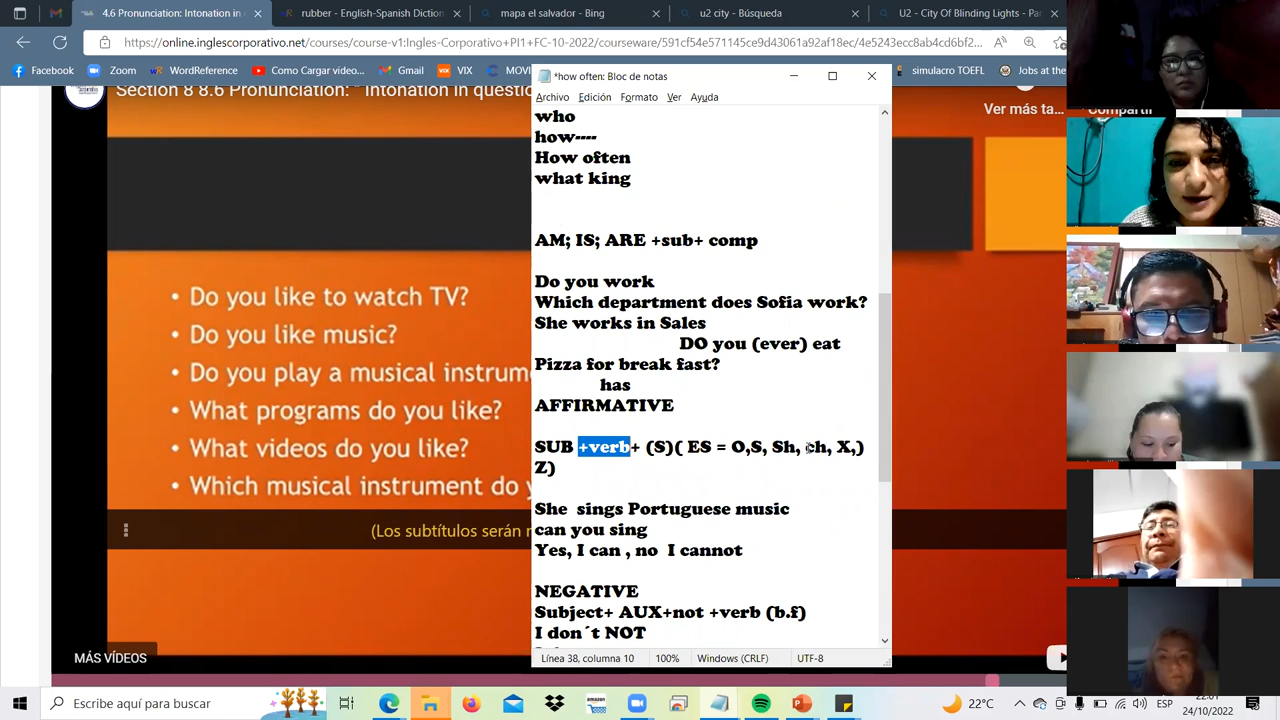 4.6 Pronunciation: "Intonat
rubber - English-Spanish Diction
mapa el salvador - Búsqueda
u2 city - Búsqueda
U2 - City Of Blinding Lights - Par
https://online.inglescorporativo.net/courses/course-v1:Ingles-Corporativo+PI1+FC-10-2022/courseware/591cf54e571145ce9d43061a92af18ec/4e5243ecc8ab4cd6bf2...
Facebook
Zoom
WordReference
Como Cargar video...
Gmail
VIX
MOVI
simulacro TOEFL
Otros favoritos
Section 8 8.6 Pronunciation: "Intonation in questio
Ver más ta
Compartir
*how often: Bloc de notas
Archivo Edición Formato Ver Ayuda
who
how----
How often
what king
AM; IS; ARE +sub+ comp
Do you work
Which department does Sofia work?
She works in Sales
DO you (ever) eat
Pizza for break fast?
has
AFFIRMATIVE
SUB +verb+ (S)( ES = O,S, Sh, ch, X,)
Z)
She  sings Portuguese music
can you sing
Yes, I can , no  I cannot
NEGATIVE
Subject+ AUX+not +verb (b.f)
I don´t NOT
Línea 38, columna 10
100%
Windows (CRLF)
UTF-8
• Do you like to watch TV?
• Do you like music?
• Do you play a musical instrum
• What programs do you like?
• What videos do you like?
• Which musical instrument do y
(Los subtítulos serán r
MÁS VÍDEOS
Escribe aquí para buscar
22°C
ESP
22:01
24/10/2022